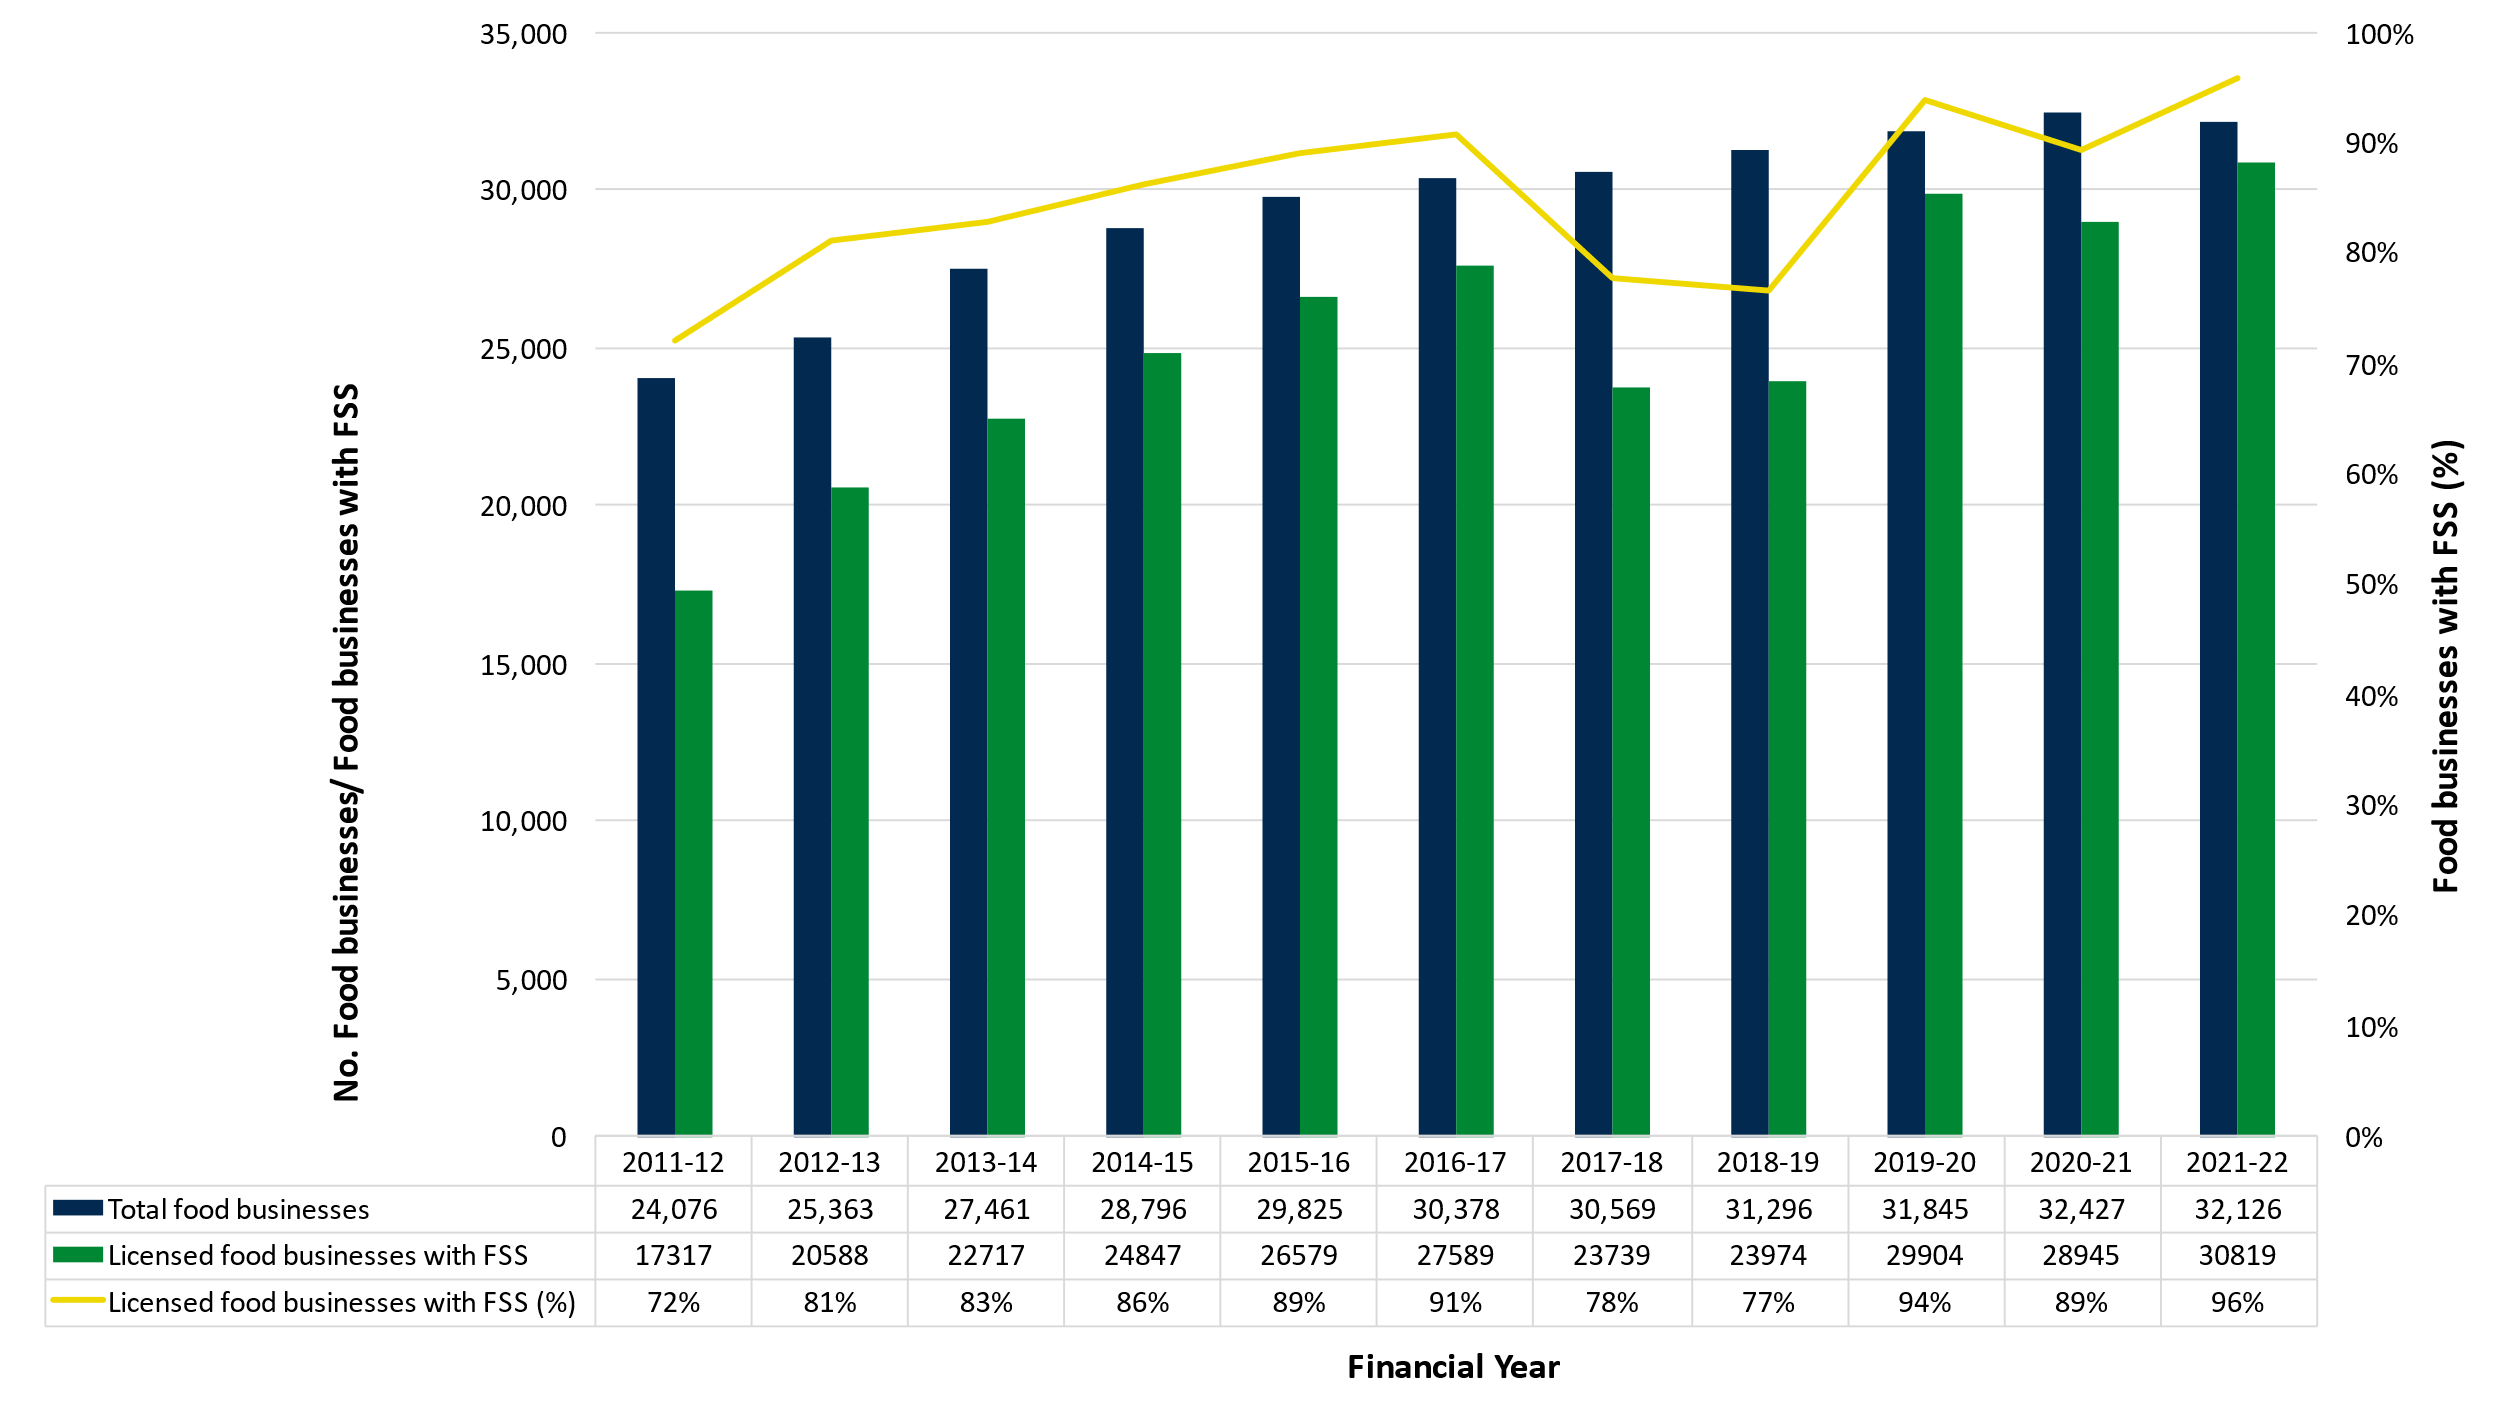 35,000
30,000
25,000
20,000
15,000
10,000
5,000
0
No. Food businesses/ Food businesses with FSS
100%
90%
80%
70%
60%
50%
40%
30%
20%
10%
0%
Food businesses with FSS (%)
2011-12 2012-13 2013-14 2014-15 2015-16 2016-17 2017-18 2018-19 2019-20 2020-21 2021-22
Total food businesses 24,076 25,363 27,461 28,796 29,825 30,378 30,569 31,296 31,845 32,427 32,126
Licensed food businesses with FSS 17317 20588 22717 24847 26579 27589 23739 23974 29904 28945 30819
Licensed food businesses with FSS (%) 72% 81% 83% 86% 89% 91% 78% 77% 94% 89% 96%
Financial Year